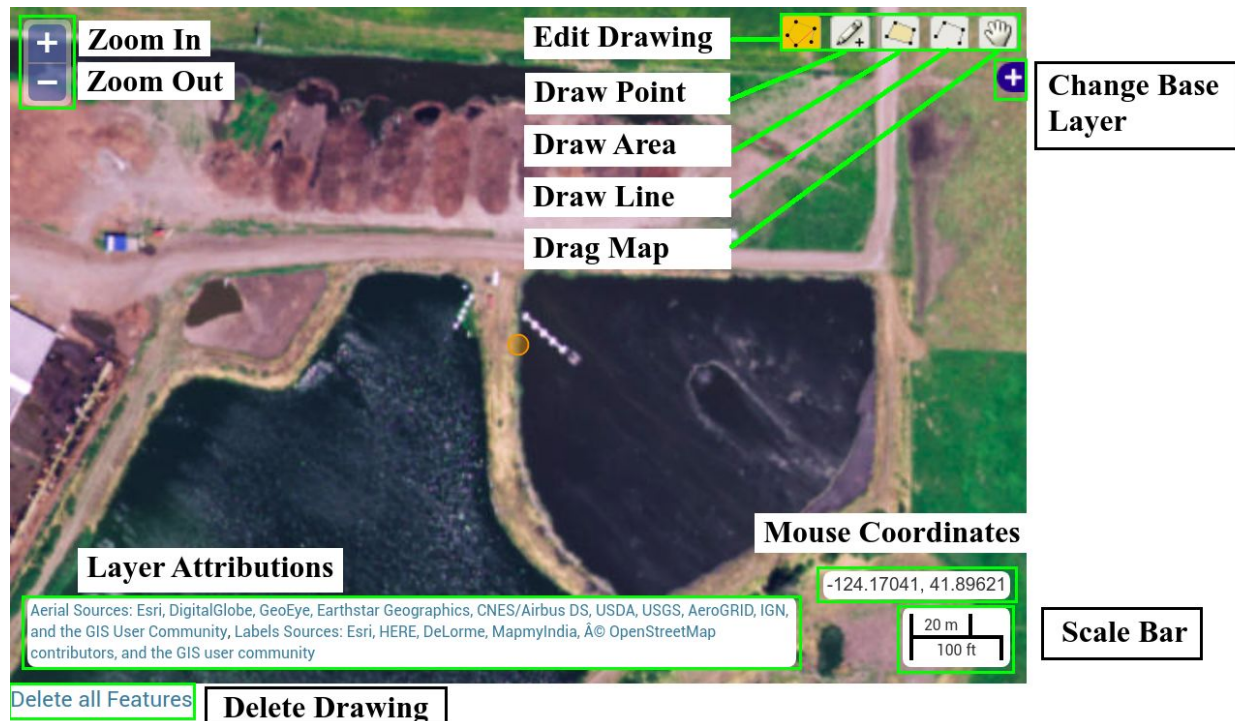 +
Zoom In
−
Zoom Out
Edit Drawing
Draw Point
Draw Area
Draw Line
Drag Map
+
Change Base
Layer
Mouse Coordinates
-124.17041, 41.89621
Layer Attributions
Aerial Sources: Esri, DigitalGlobe, GeoEye, Earthstar Geographics, CNES/Airbus DS, USDA, USGS, AeroGRID, IGN,
and the GIS User Community, Labels Sources: Esri, HERE, DeLorme, MapmyIndia, Â© OpenStreetMap
contributors, and the GIS user community
20 m
100 ft
Scale Bar
Delete all Features
Delete Drawing